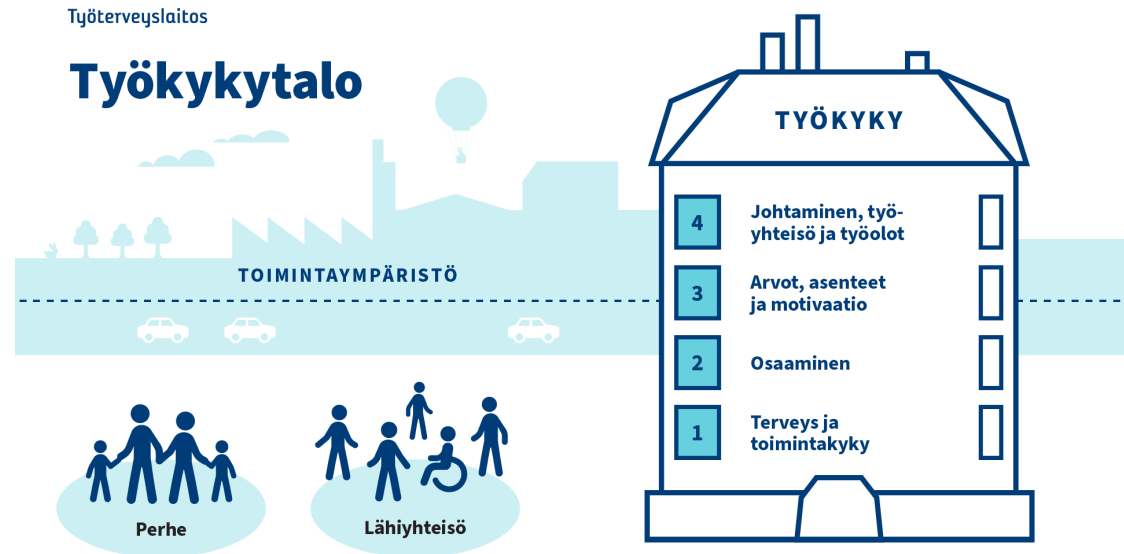 Työterveyslaitos
Työkykytalo
TYÖKYKY
4
Johtaminen, työ-
yhteisö ja työolot
TOIMINTAYMPÄRISTÖ
3
Arvot, asenteet
ja motivaatio
2
Osaaminen
1
Terveys ja
toimintakyky
Perhe
Lähiyhteisö